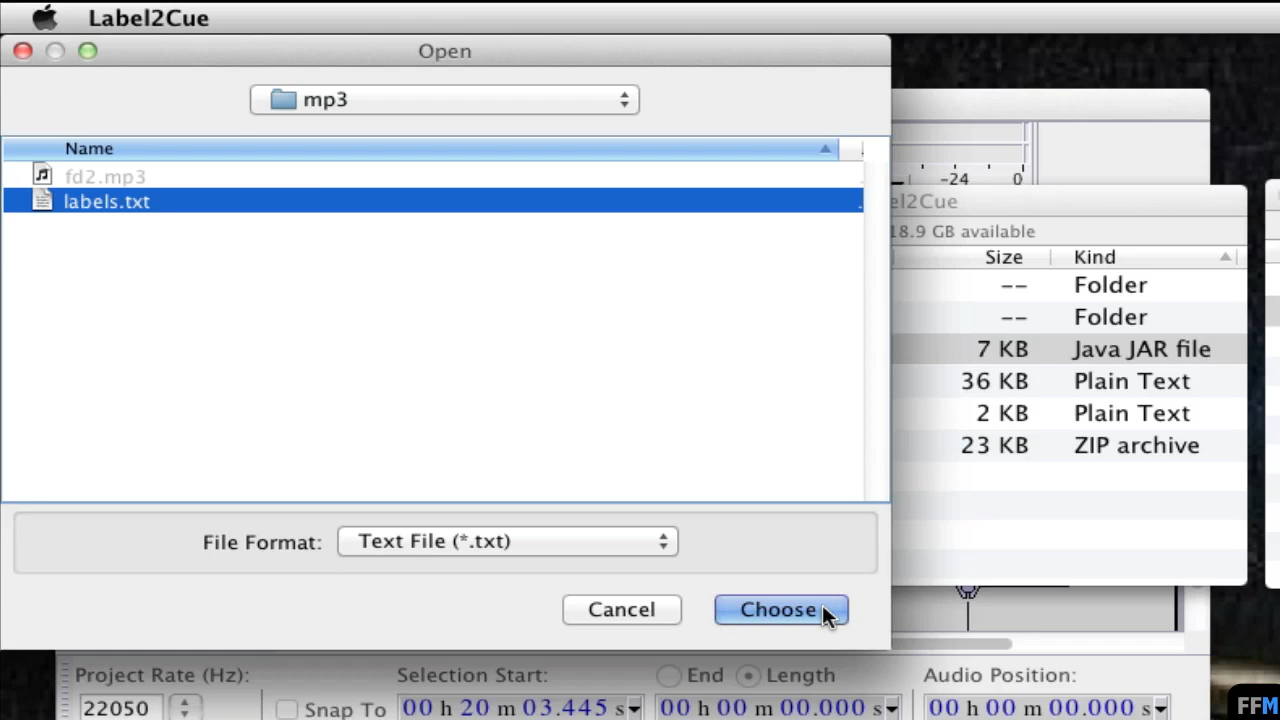 Label2Cue
Open
mp3
Name
fd2.mp3
labels.txt
File Format: Text File (*.txt)
Cancel Choose
-24 0
el2Cue
18.9 GB available
Size Kind
-- Folder
-- Folder
7 KB Java JAR file
36 KB Plain Text
2 KB Plain Text
23 KB ZIP archive
Project Rate (Hz): Selection Start: End Length Audio Position:
22050 Snap To 00 h 20 m 03.445 s 00 h 00 m 00.000 s 00 h 00 m 00.000 s
FFM